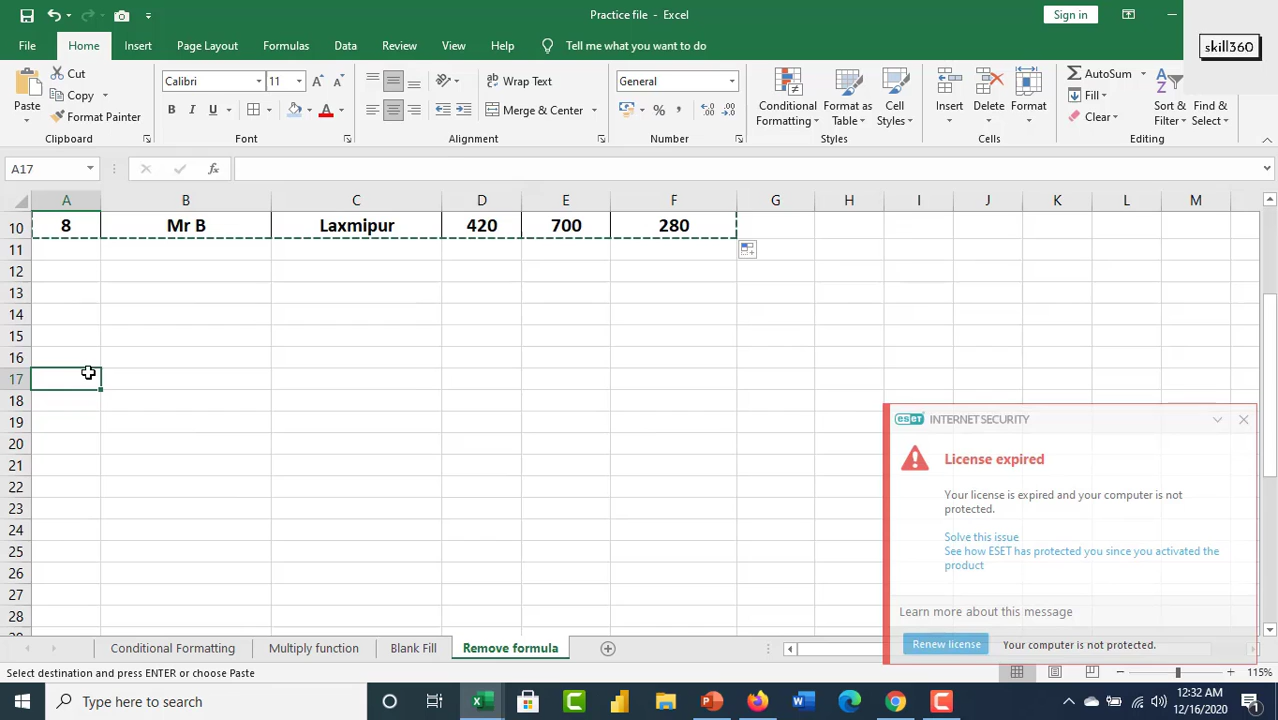 Practice file - Excel
Sign in
skill360
File Home Insert Page Layout Formulas Data Review View Help Tell me what you want to do
Paste
Cut
Copy
Format Painter
Clipboard
Calibri 11
B I U
Font
Wrap Text
Merge & Center
Alignment
General
Number
Conditional Formatting
Format as Table
Cell Styles
Styles
Insert Delete Format
Cells
AutoSum
Fill
Clear
Sort & Filter
Find & Select
Editing
A17
fx
A B C D E F G H I J K L M
10 8 Mr B Laxmipur 420 700 280
11
12
13
14
15
16
17
18
19
20
21
22
23
24
25
26
27
28
eset INTERNET SECURITY
License expired
Your license is expired and your computer is not
protected.
Solve this issue
See how ESET has protected you since you activated the
product
Learn more about this message
Renew license Your computer is not protected.
Conditional Formatting Multiply function Blank Fill Remove formula
Select destination and press ENTER or choose Paste
115%
Type here to search
12:32 AM
12/16/2020
1